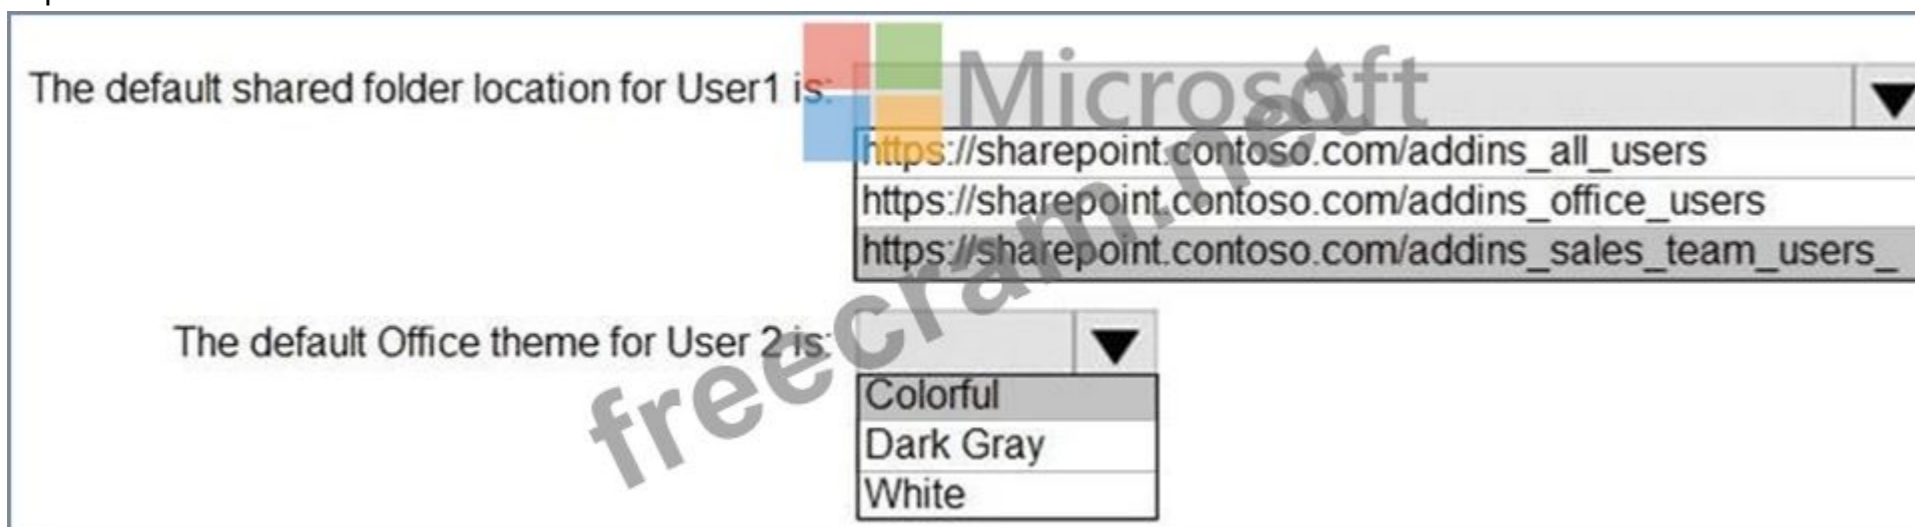 The default shared folder location for User1 is:
Microsoft
https://sharepoint.contoso.com/addins_all_users
https://sharepoint.contoso.com/addins_office_users
https://sharepoint.contoso.com/addins_sales_team_users_
The default Office theme for User 2 is:
Colorful
Dark Gray
White
freecram.net